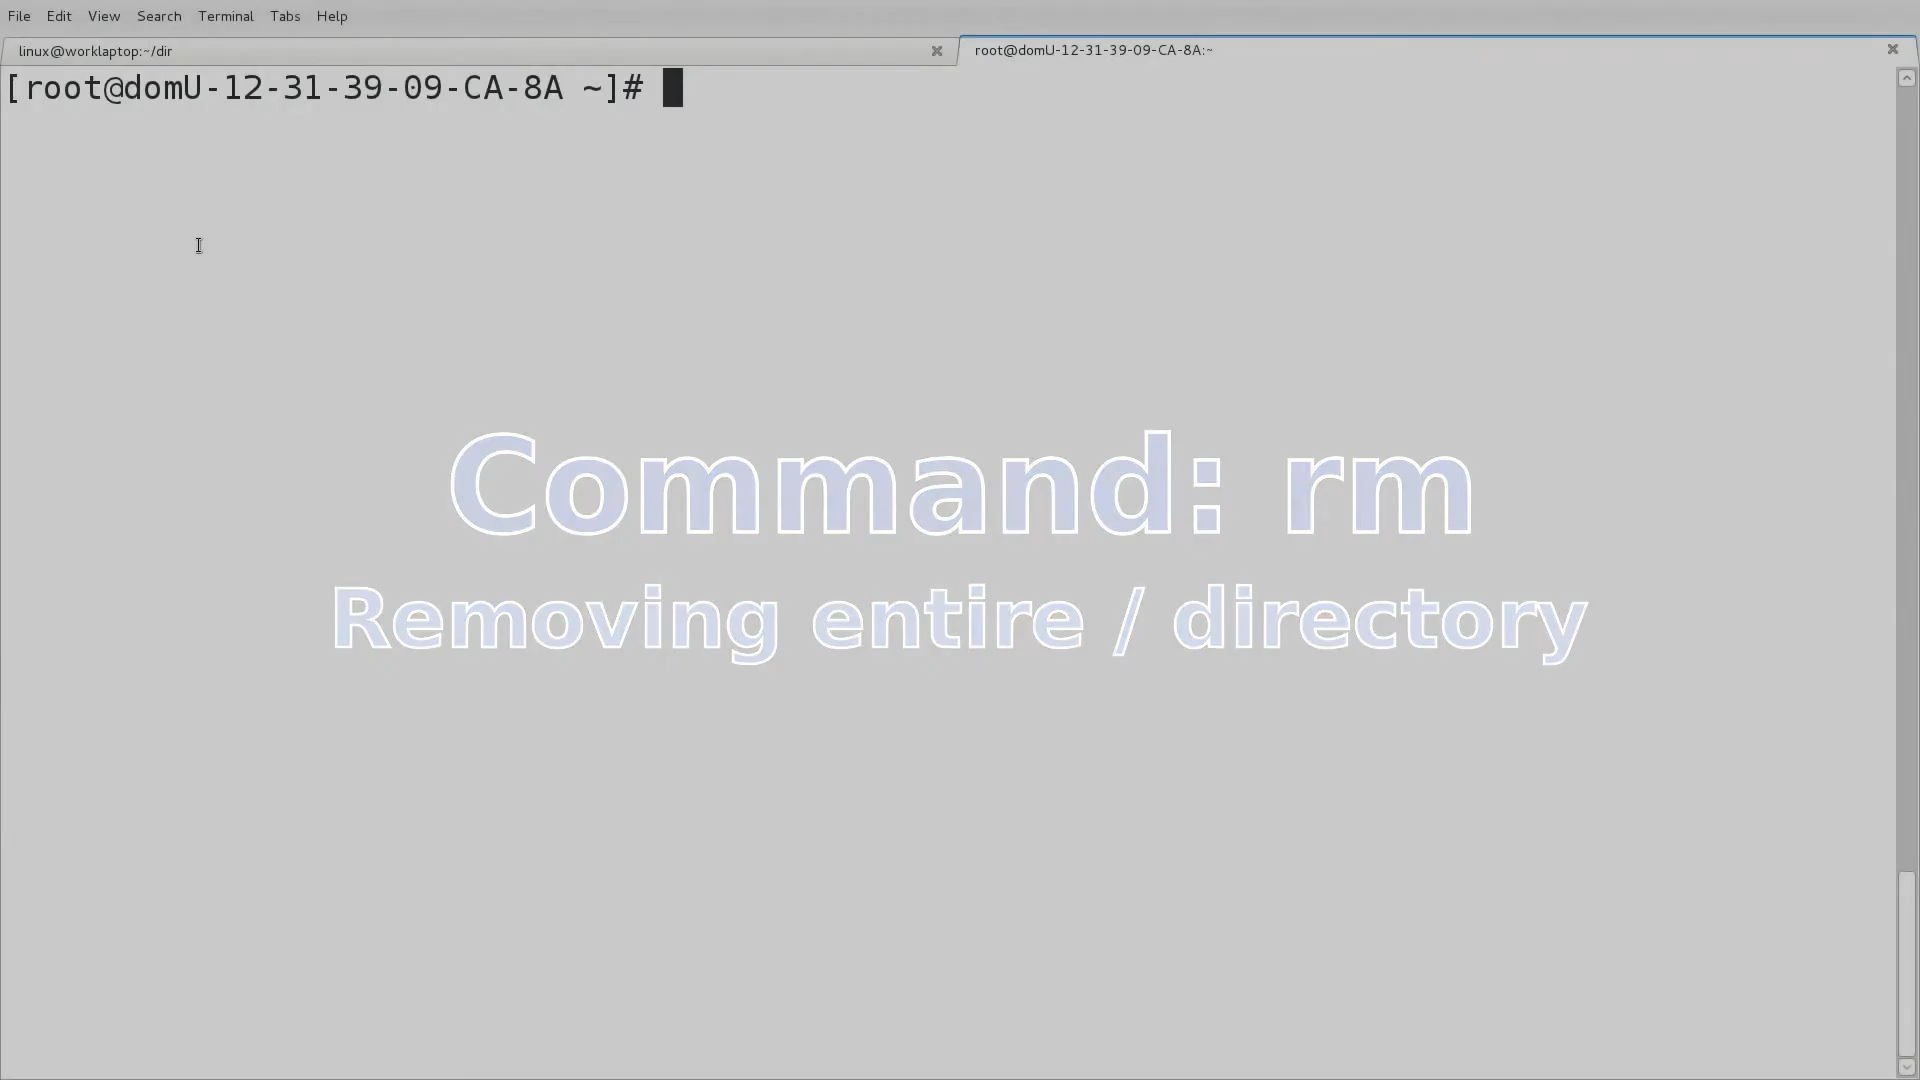 File Edit View Search Terminal Tabs Help
linux@worklaptop:~/dir root@domU-12-31-39-09-CA-8A:~
[root@domU-12-31-39-09-CA-8A ~]#
Command: rm
Removing entire / directory